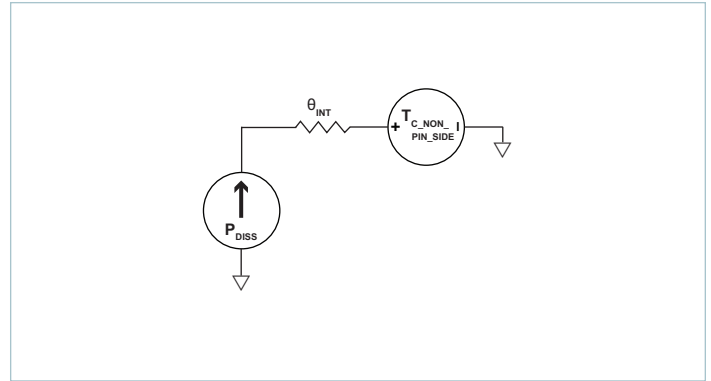 θINT
+ TC_NON_PIN_SIDE I
PDISS